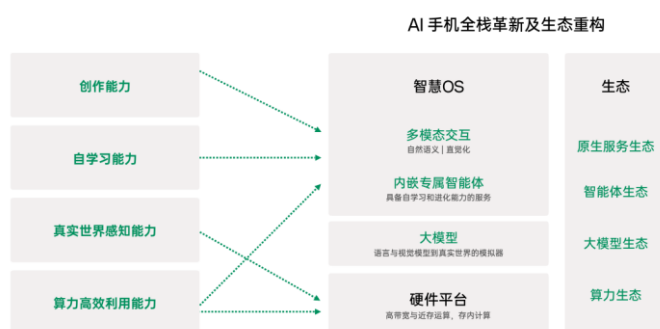 AI 手机全栈革新及生态重构
创作能力
自学习能力
真实世界感知能力
算力高效利用能力
智慧OS
多模态交互
自然语义 | 直觉化
内嵌专属智能体
具备自学习和进化能力的服务
大模型
语言与视觉模型到真实世界的模拟器
硬件平台
高带宽与近存运算、存内计算
生态
原生服务生态
智能体生态
大模型生态
算力生态